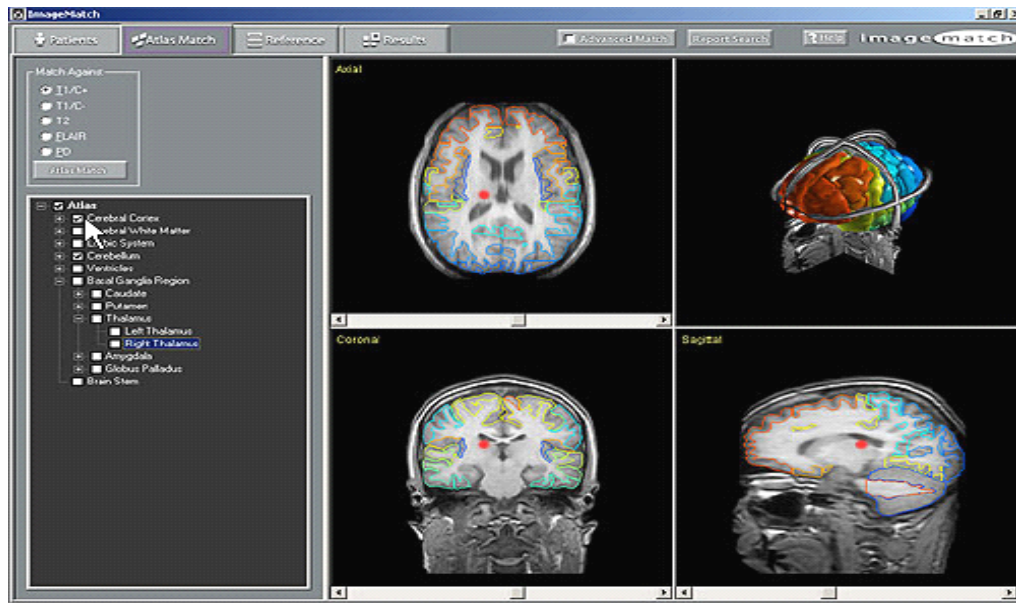 ImageMatch
Patients Atlas Match Reference Results Advanced Match Report Search Help imagematch
Match Against
T1/C+
T1/C-
T2
FLAIR
PD
Atlas Match
Atlas
Cerebral Cortex
Cerebral White Matter
System
Cerebellum
Ventricles
Basal Ganglia Region
Caudate
Putamen
Thalamus
Left Thalamus
Right Thalamus
Amygdala
Globus Palladus
Brain Stem
Axial
Coronal
Sagittal